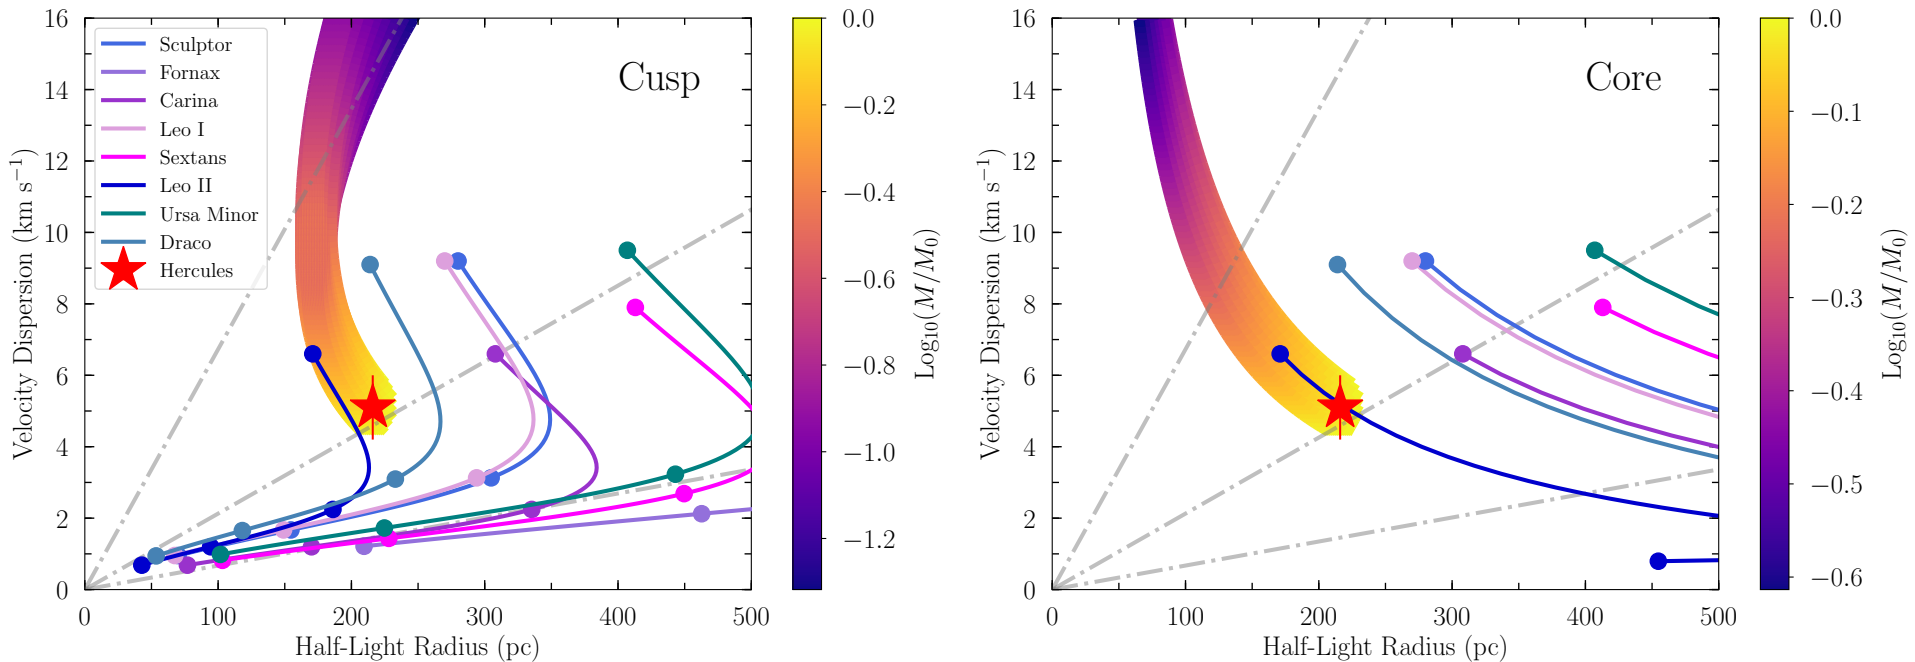 Cusp
Sculptor
Fornax
Carina
Leo I
Sextans
Leo II
Ursa Minor
Draco
Hercules
16
14
12
10
8
6
4
2
0
Velocity Dispersion (km s⁻¹)
0 100 200 300 400 500
Half-Light Radius (pc)
0.0
−0.2
−0.4
−0.6
−0.8
−1.0
−1.2
Log₁₀(M/M₀)
Core
16
14
12
10
8
6
4
2
0
Velocity Dispersion (km s⁻¹)
0 100 200 300 400 500
Half-Light Radius (pc)
0.0
−0.1
−0.2
−0.3
−0.4
−0.5
−0.6
Log₁₀(M/M₀)